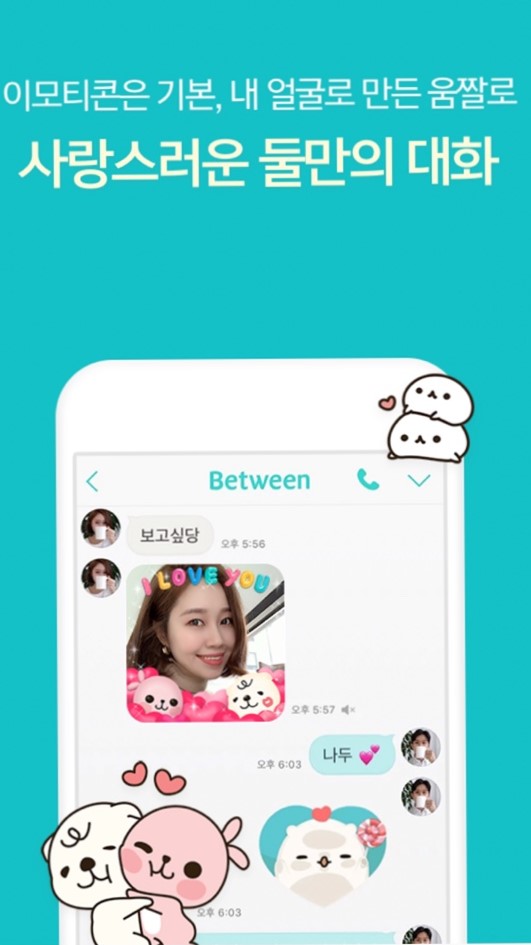 이모티콘은 기본, 내 얼굴로 만든 움짤로
사랑스러운 둘만의 대화
Between
보고싶당
오후 5:56
I LOVE YOU
오후 5:57
나두 💕
오후 6:03
오후 6:03